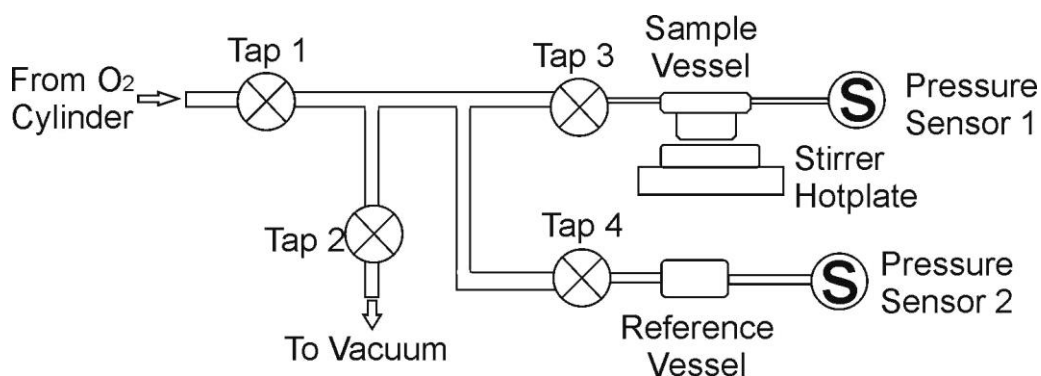 From O₂
Cylinder
Tap 1
Tap 3
Sample
Vessel
S
Pressure
Sensor 1
Stirrer
Hotplate
Tap 2
To Vacuum
Tap 4
Reference
Vessel
S
Pressure
Sensor 2